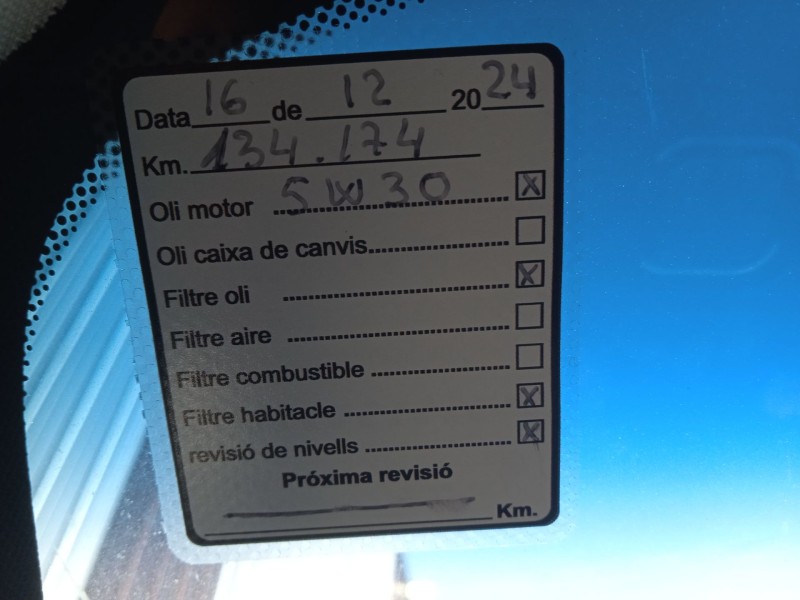 Data 16 de 12 2024
Km. 134.174
Oli motor 5W30 X
Oli caixa de canvis
Filtre oli X
Filtre aire
Filtre combustible
Filtre habitacle X
revisió de nivells X
Próxima revisió
Km.